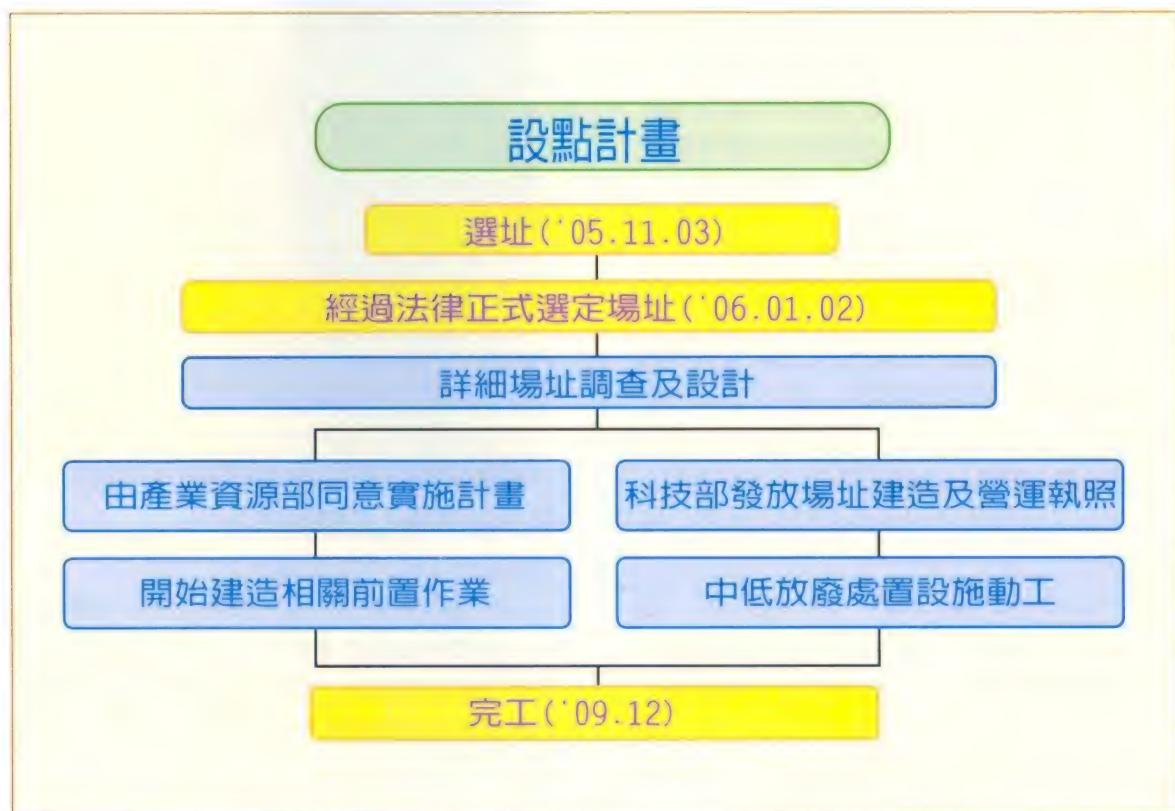 設點計畫
選址('05.11.03)
經過法律正式選定場址('06.01.02)
詳細場址調查及設計
由產業資源部同意實施計畫
科技部發放場址建造及營運執照
開始建造相關前置作業
中低放廢處置設施動工
完工('09.12)